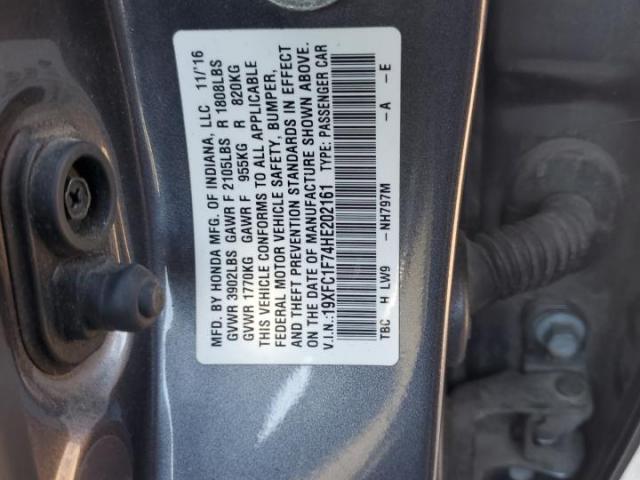 MFD. BY HONDA MFG. OF INDIANA, LLC 11/'16
GVWR 3902LBS GAWR F 2105LBS R 1808LBS
GVWR 1770KG GAWR F 955KG R 820KG
THIS VEHICLE CONFORMS TO ALL APPLICABLE
FEDERAL MOTOR VEHICLE SAFETY, BUMPER,
AND THEFT PREVENTION STANDARDS IN EFFECT
ON THE DATE OF MANUFACTURE SHOWN ABOVE.
V.I.N.:19XFC1F74HE202161 TYPE: PASSENGER CAR
TBC H LW9 - NH797M - A - E